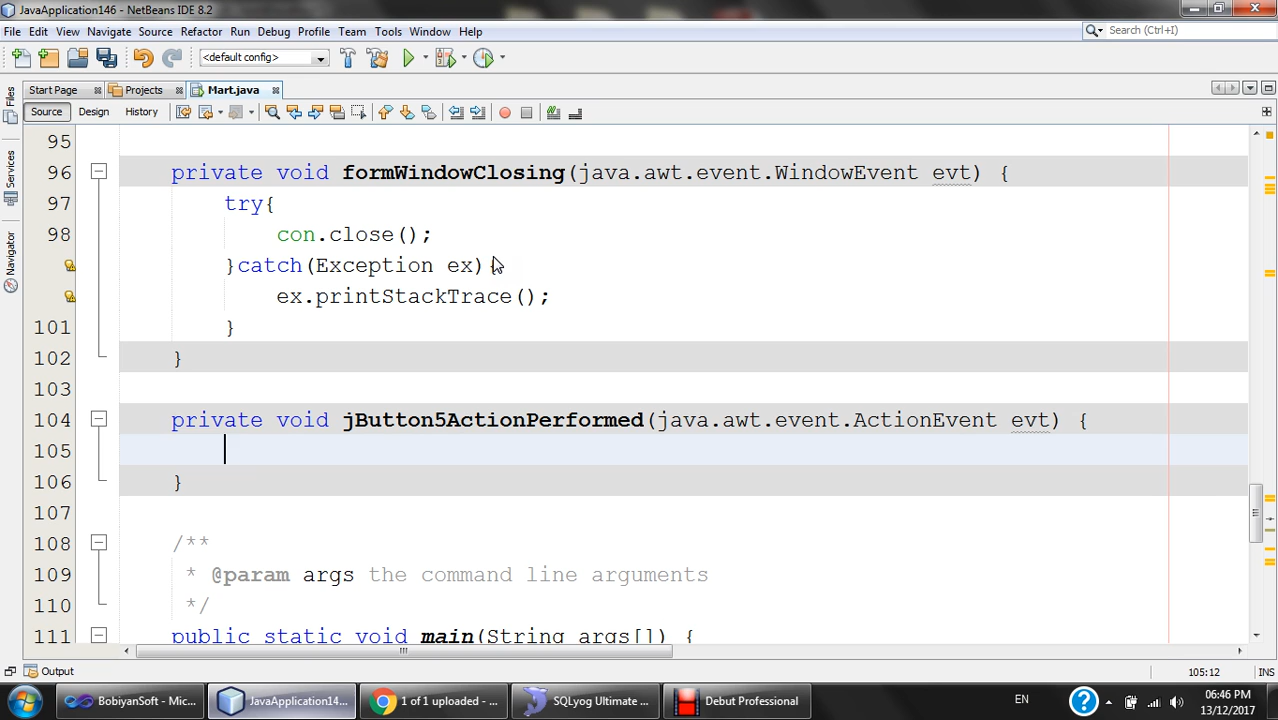 JavaApplication146 - NetBeans IDE 8.2
File Edit View Navigate Source Refactor Run Debug Profile Team Tools Window Help
Search (Ctrl+I)
<default config>
Start Page Projects Mart.java
Source Design History
Files
Services
Navigator
95
96 private void formWindowClosing(java.awt.event.WindowEvent evt) {
97 try{
98 con.close();
}catch(Exception ex){
ex.printStackTrace();
101 }
102 }
103
104 private void jButton5ActionPerformed(java.awt.event.ActionEvent evt) {
105
106 }
107
108 /**
109 * @param args the command line arguments
110 */
111 public static void main(String args[]) {
Output
105:12 INS
BobiyanSoft - Mic... JavaApplication14... 1 of 1 uploaded - ... SQLyog Ultimate ... Debut Professional
EN
06:46 PM
13/12/2017